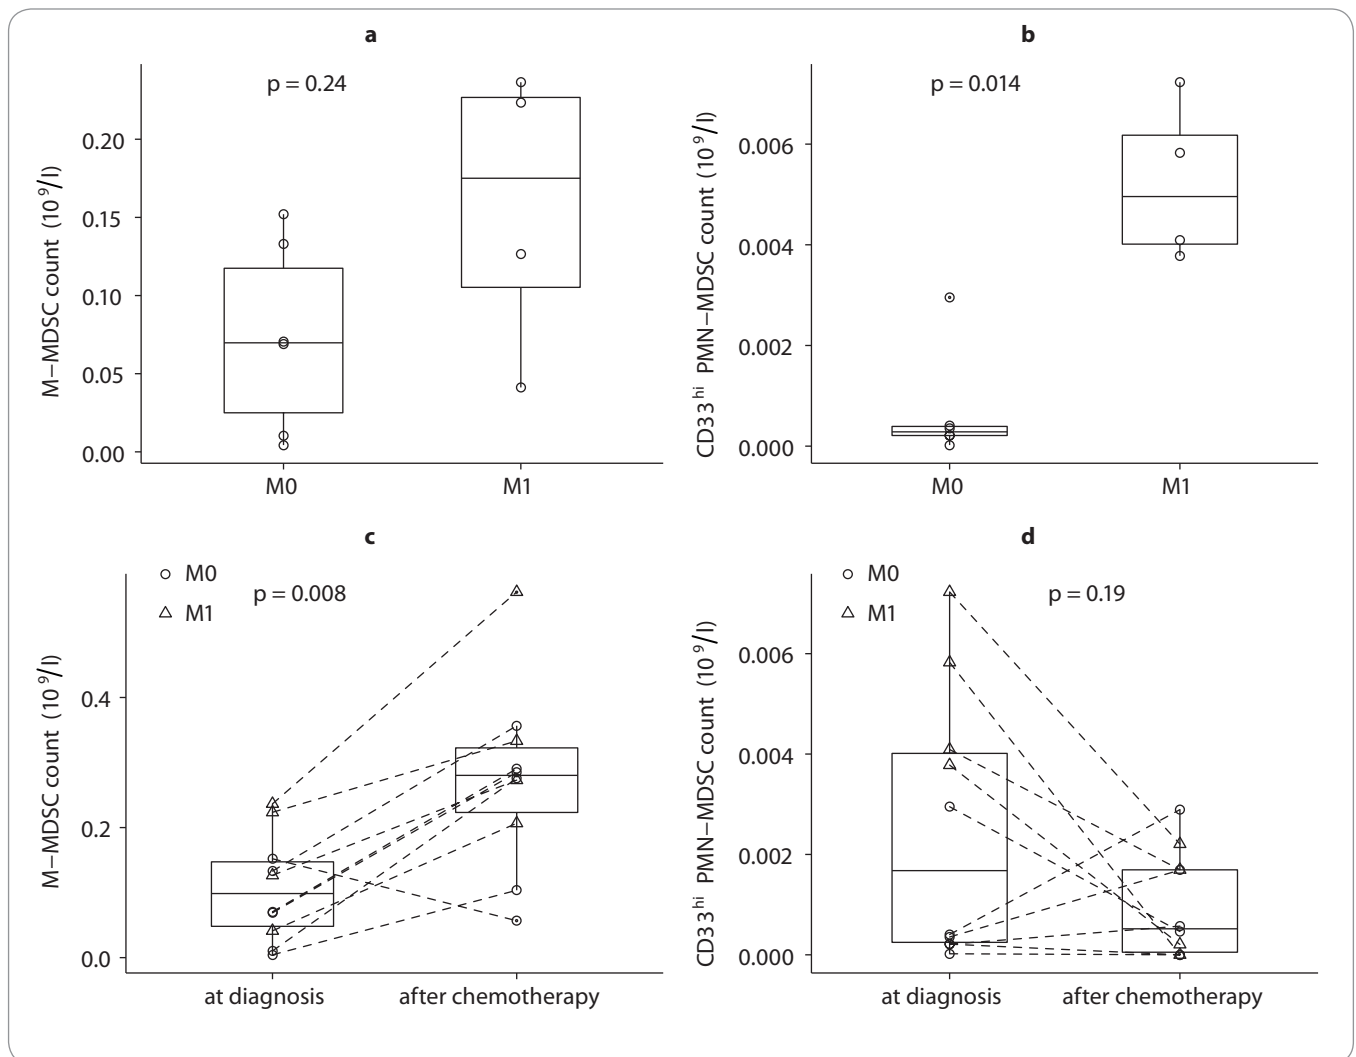 a
p = 0.24
M–MDSC count (10⁹/l)
0.20
0.15
0.10
0.05
0.00
M0 M1
b
p = 0.014
CD33ʰⁱ PMN–MDSC count (10⁹/l)
0.006
0.004
0.002
0.000
M0 M1
c
M0
M1
p = 0.008
M–MDSC count (10⁹/l)
0.4
0.2
0.0
at diagnosis after chemotherapy
d
M0
M1
p = 0.19
CD33ʰⁱ PMN–MDSC count (10⁹/l)
0.006
0.004
0.002
0.000
at diagnosis after chemotherapy